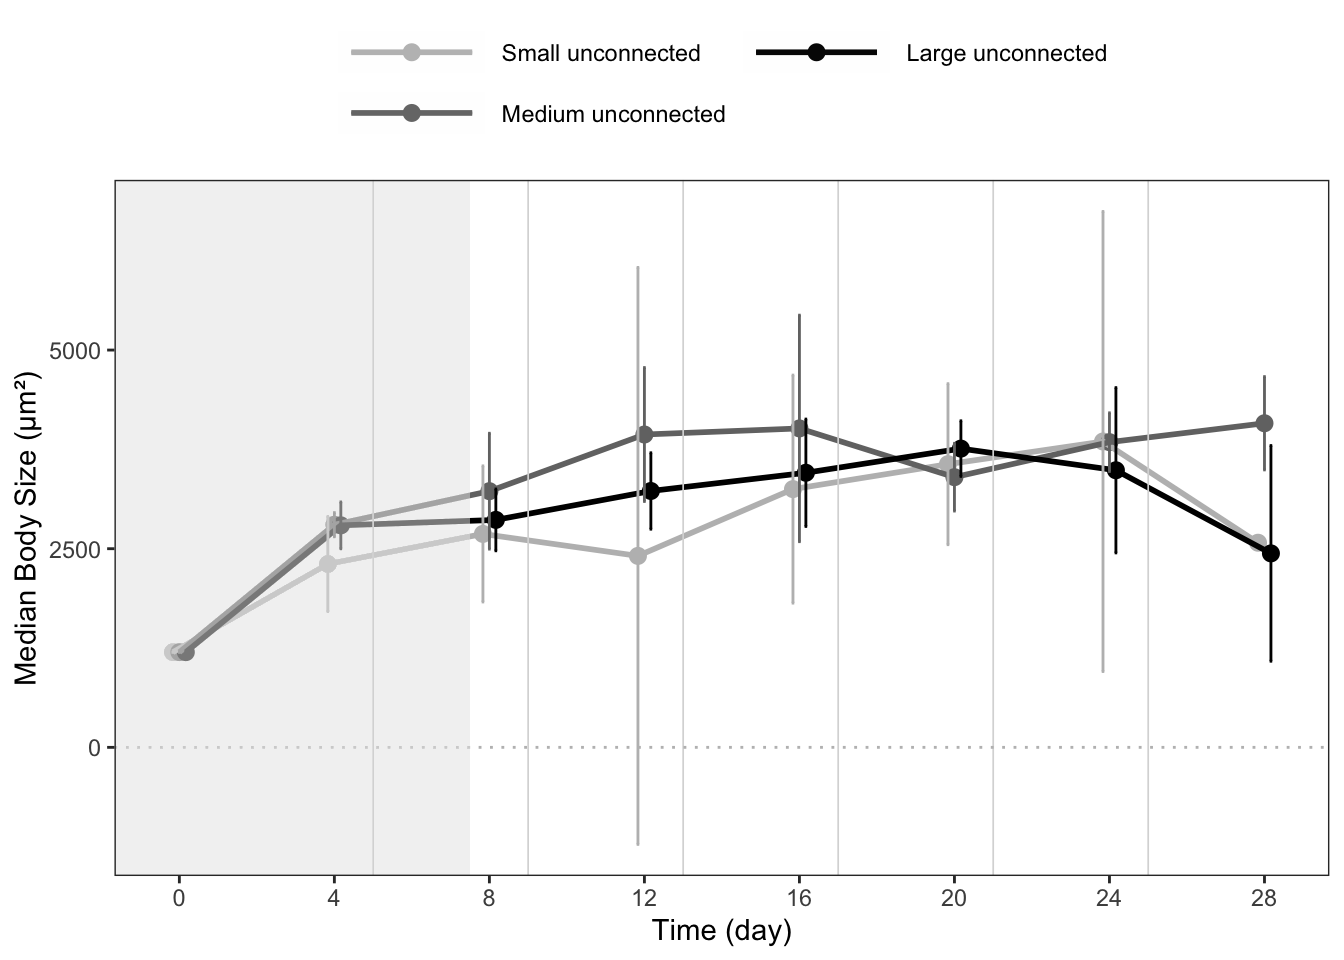 Small unconnected
Large unconnected
Medium unconnected
Median Body Size (µm²)
5000
2500
0
0 4 8 12 16 20 24 28
Time (day)